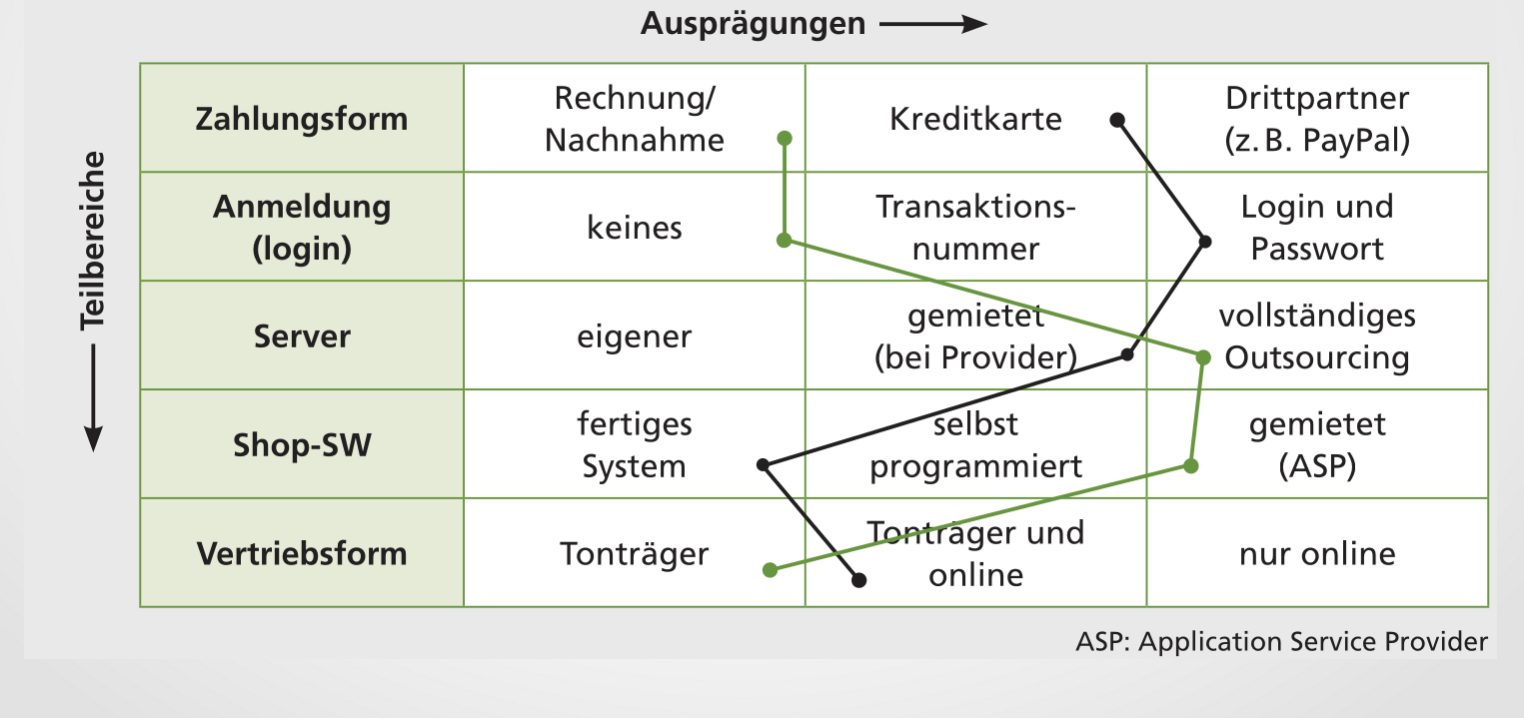 Ausprägungen
Teilbereiche
Zahlungsform
Rechnung/
Nachnahme
Kreditkarte
Drittpartner
(z. B. PayPal)
Anmeldung
(login)
keines
Transaktions-
nummer
Login und
Passwort
Server
eigener
gemietet
(bei Provider)
vollständiges
Outsourcing
Shop-SW
fertiges
System
selbst
programmiert
gemietet
(ASP)
Vertriebsform
Tonträger
Tonträger und
online
nur online
ASP: Application Service Provider